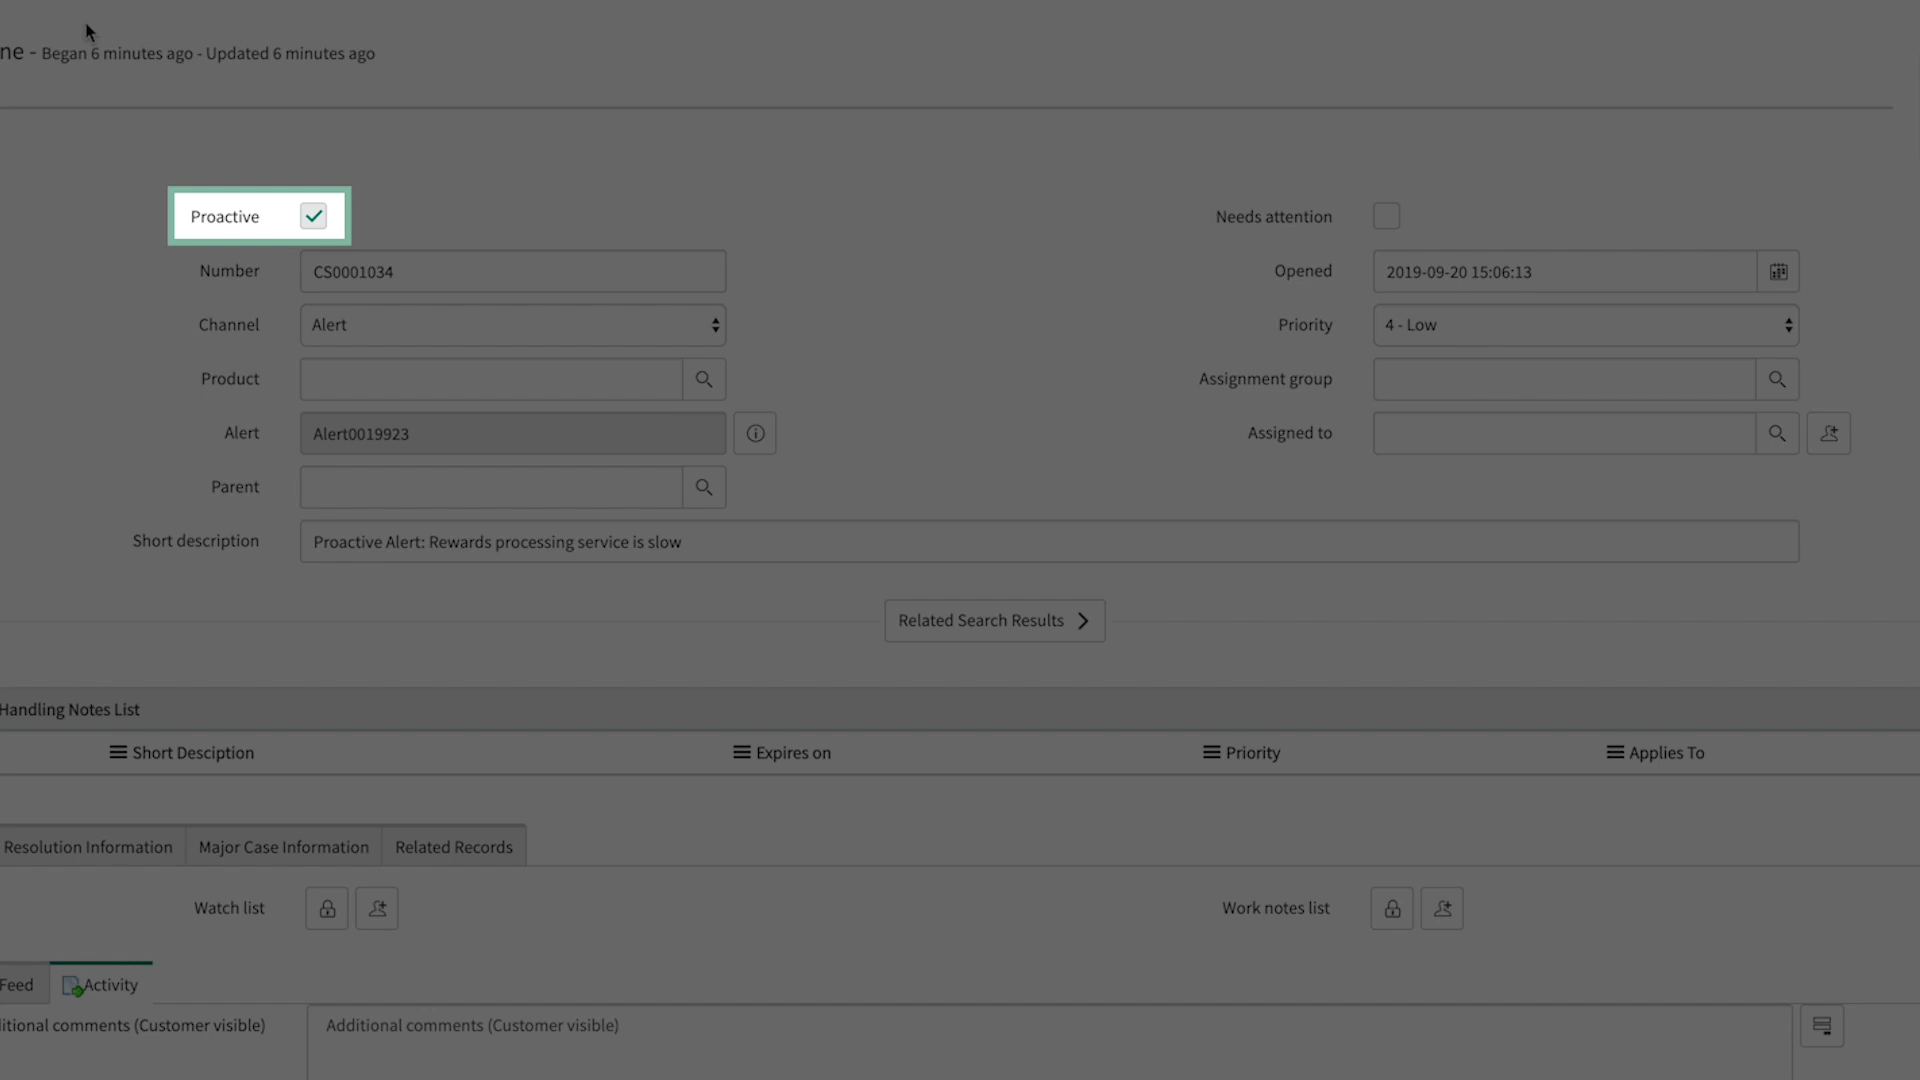 ne - Began 6 minutes ago - Updated 6 minutes ago
Proactive
Needs attention
Number CS0001034
Opened 2019-09-20 15:06:13
Channel Alert
Priority 4 - Low
Product
Assignment group
Alert Alert0019923
Assigned to
Parent
Short description Proactive Alert: Rewards processing service is slow
Related Search Results
Handling Notes List
Short Desciption Expires on Priority Applies To
Resolution Information Major Case Information Related Records
Watch list
Work notes list
Feed Activity
itional comments (Customer visible) Additional comments (Customer visible)